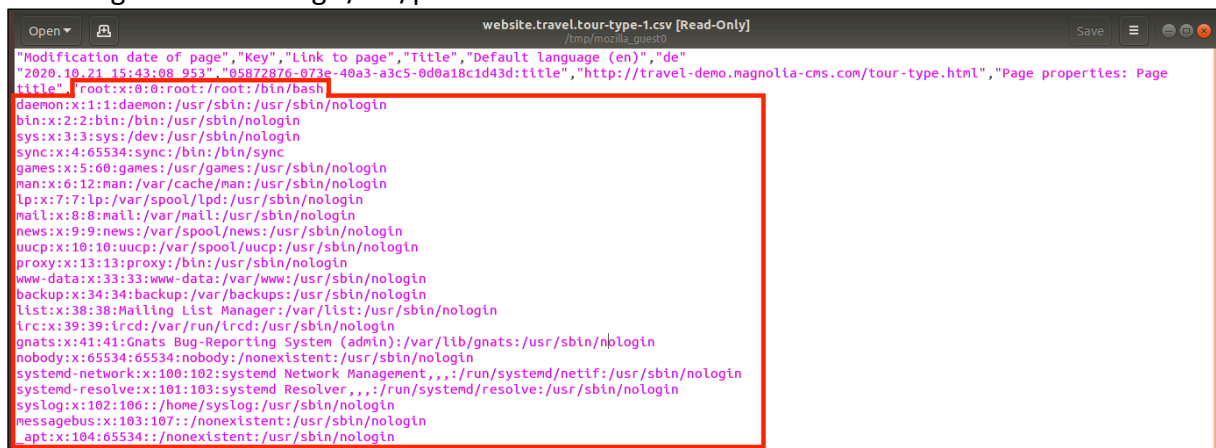 Open
website.travel.tour-type-1.csv [Read-Only]
/tmp/mozilla_guest0
Save
"Modification date of page","Key","Link to page","Title","Default language (en)","de"
"2020.10.21 15:43:08 953","05872876-073e-40a3-a3c5-0d0a18c1d43d:title","http://travel-demo.magnolia-cms.com/tour-type.html","Page properties: Page
title","root:x:0:0:root:/root:/bin/bash
daemon:x:1:1:daemon:/usr/sbin:/usr/sbin/nologin
bin:x:2:2:bin:/bin:/usr/sbin/nologin
sys:x:3:3:sys:/dev:/usr/sbin/nologin
sync:x:4:65534:sync:/bin:/bin/sync
games:x:5:60:games:/usr/games:/usr/sbin/nologin
man:x:6:12:man:/var/cache/man:/usr/sbin/nologin
lp:x:7:7:lp:/var/spool/lpd:/usr/sbin/nologin
mail:x:8:8:mail:/var/mail:/usr/sbin/nologin
news:x:9:9:news:/var/spool/news:/usr/sbin/nologin
uucp:x:10:10:uucp:/var/spool/uucp:/usr/sbin/nologin
proxy:x:13:13:proxy:/bin:/usr/sbin/nologin
www-data:x:33:33:www-data:/var/www:/usr/sbin/nologin
backup:x:34:34:backup:/var/backups:/usr/sbin/nologin
list:x:38:38:Mailing List Manager:/var/list:/usr/sbin/nologin
irc:x:39:39:ircd:/var/run/ircd:/usr/sbin/nologin
gnats:x:41:41:Gnats Bug-Reporting System (admin):/var/lib/gnats:/usr/sbin/nologin
nobody:x:65534:65534:nobody:/nonexistent:/usr/sbin/nologin
systemd-network:x:100:102:systemd Network Management,,,:/run/systemd/netif:/usr/sbin/nologin
systemd-resolve:x:101:103:systemd Resolver,,,:/run/systemd/resolve:/usr/sbin/nologin
syslog:x:102:106::/home/syslog:/usr/sbin/nologin
messagebus:x:103:107::/nonexistent:/usr/sbin/nologin
_apt:x:104:65534::/nonexistent:/usr/sbin/nologin